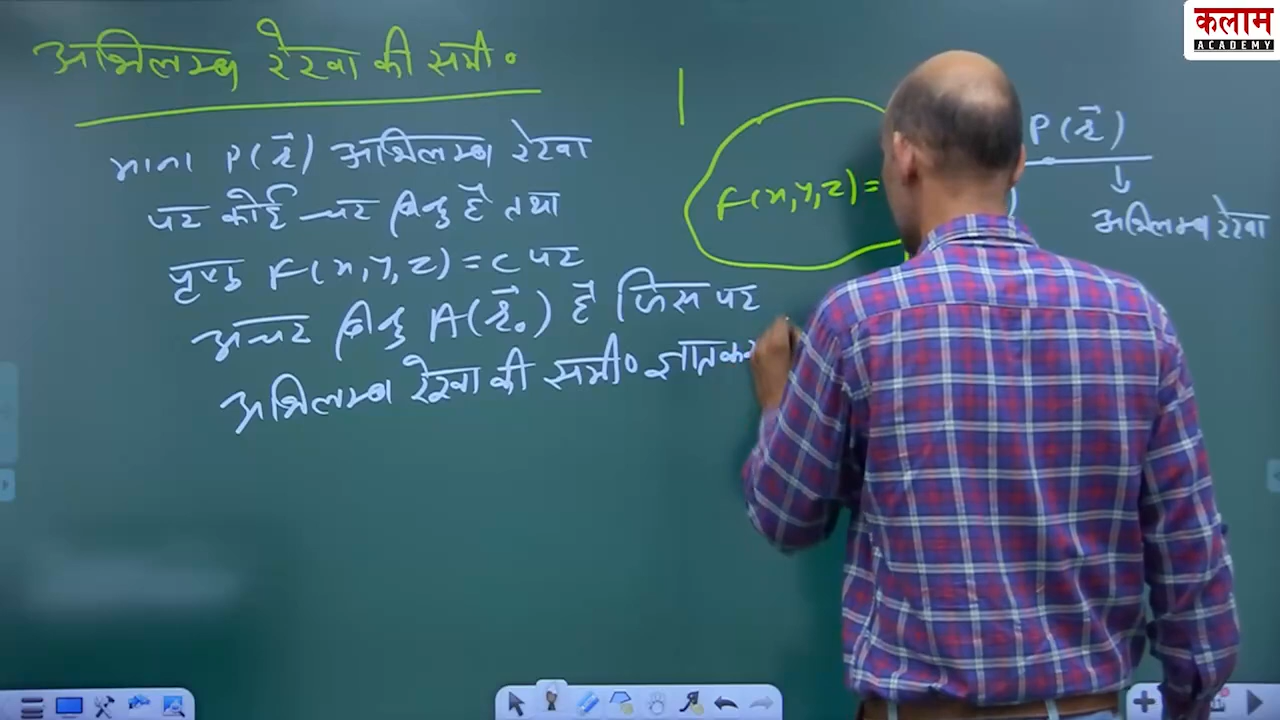 कलाम
ACADEMY
अभिलम्ब रेखा की समी०
माना P(r⃗) अभिलम्ब रेखा
पर कोई चर बिन्दु है तथा
पृष्ठ F(x,y,z)=c पर
अचर बिन्दु A(r⃗₀) है जिस पर
अभिलम्ब रेखा की समी० ज्ञात
F(x,y,z)=
P(r⃗)
अभिलम्ब रेखा